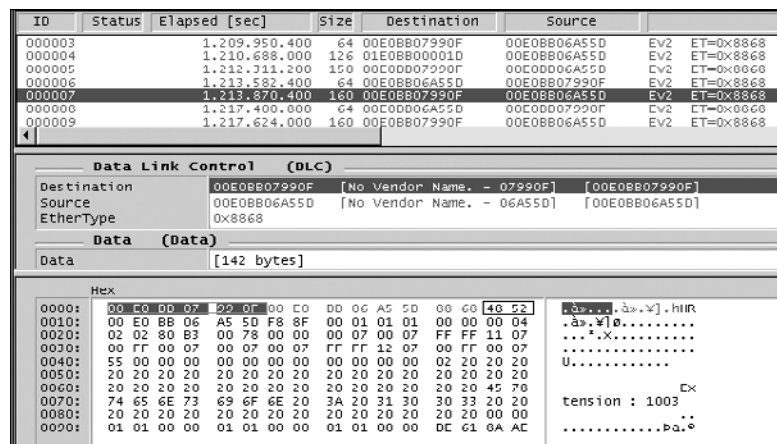 ID Status Elapsed [sec] Size Destination Source
000003 1.209.950.400 64 00E0BB07990F 00E0BB06A55D EV2 ET=0x8868
000004 1.210.688.000 126 01E0BB00001D 00E0BB06A55D EV2 ET=0x8868
000005 1.212.311.200 150 00E0BB07990F 00E0BB06A55D EV2 ET=0x8868
000006 1.213.582.400 64 00E0BB06A55D 00E0BB07990F EV2 ET=0x8868
000007 1.213.870.400 160 00E0BB07990F 00E0BB06A55D EV2 ET=0x8868
000008 1.217.400.800 64 00E0BB06A55D 00E0BB07990F EV2 ET=0x8868
000009 1.217.624.000 160 00E0BB07990F 00E0BB06A55D EV2 ET=0x8868
Data Link Control (DLC)
Destination 00E0BB07990F [No Vendor Name. - 07990F] [00E0BB07990F]
Source 00E0BB06A55D [No Vendor Name. - 06A55D] [00E0BB06A55D]
EtherType 0x8868
Data (Data)
Data [142 bytes]
Hex
0000: 00 E0 BB 07 99 0F 00 E0 BB 06 A5 5D 88 68 48 52
0010: 00 E0 BB 06 A5 5D F8 8F 00 01 01 01 00 00 00 04 .à».¥]ø.........
0020: 02 02 80 B3 00 78 00 00 00 07 00 07 FF FF 11 07
0030: 00 FF 00 07 00 07 00 07 FF FF 12 07 00 FF 00 07 ................
0040: 55 00 00 00 00 00 00 00 00 00 00 02 20 20 20 20 U............
0050: 20 20 20 20 20 20 20 20 20 20 20 20 20 20 20 20
0060: 20 20 20 20 20 20 20 20 20 20 20 20 20 20 45 78 Ex
0070: 74 65 6E 73 69 6F 6E 20 3A 20 31 30 30 33 20 20 tension : 1003
0080: 20 20 20 20 20 20 20 20 20 20 20 20 20 20 00 00 ..
0090: 01 01 00 00 01 01 00 00 01 01 00 00 DE 61 8A AE